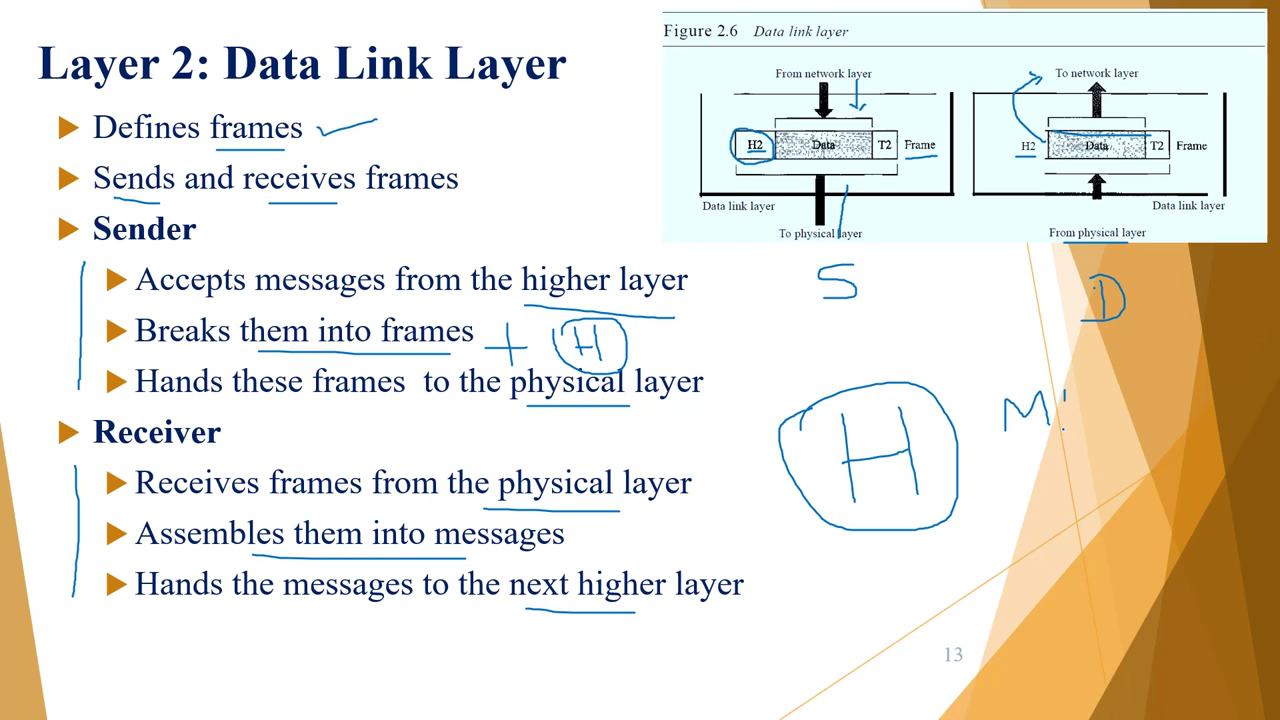 Layer 2: Data Link Layer
Defines frames
Sends and receives frames
Sender
Accepts messages from the higher layer
Breaks them into frames + H
Hands these frames to the physical layer
Receiver
Receives frames from the physical layer
Assembles them into messages
Hands the messages to the next higher layer
Figure 2.6 Data link layer
From network layer
H2 Data T2 Frame
Data link layer
To physical layer
To network layer
H2 Data T2 Frame
Data link layer
From physical layer
S
D
H
M
13